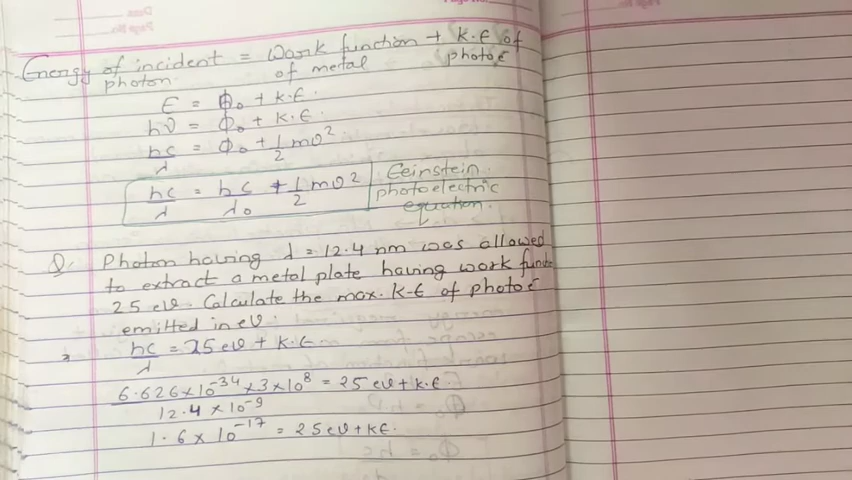 Energy of incident = Work function + K.E of
photon. of metal photoe
E = ϕ₀ + K.E.
hν = ϕ₀ + K.E.
hc/λ = ϕ₀ + 1/2 mv²
hc/λ = hc/λ₀ + 1/2 mv² Eeinstein
photoelectric
equation.
Q. Photon having λ = 12.4 nm was allowed
to extract a metal plate having work func
25 eV. Calculate the max. K.E of photoe
emitted in eV.
hc/λ = 25 eV + K.E
6.626 × 10⁻³⁴ × 3 × 10⁸ / 12.4 × 10⁻⁹ = 25 eV + K.E.
1.6 × 10⁻¹⁷ = 25 eV + KE.